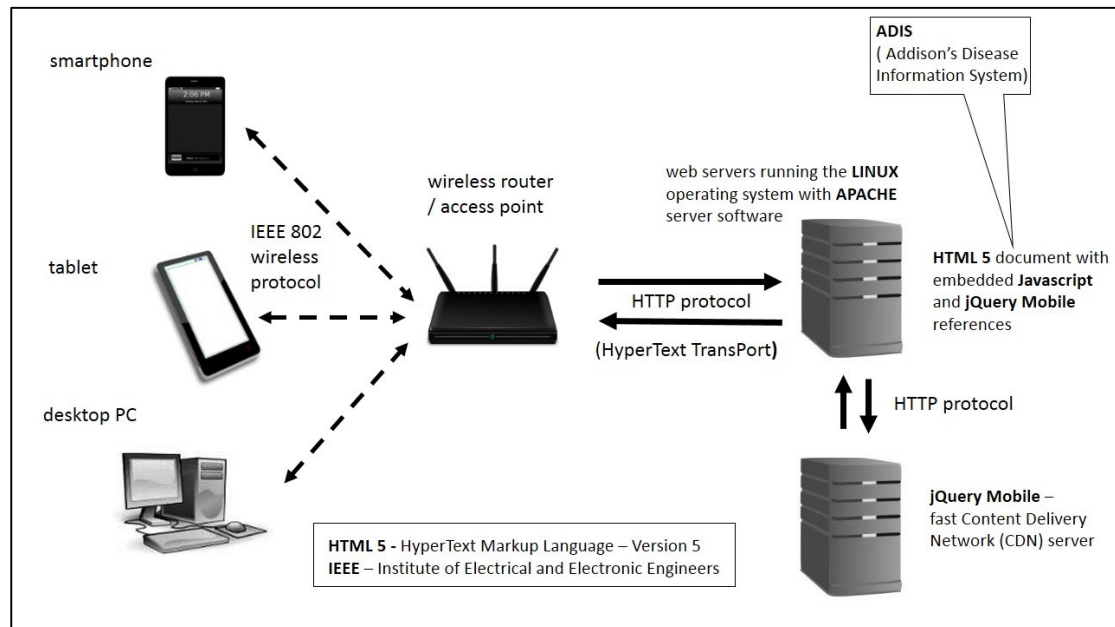 smartphone
2:06 PM
tablet
desktop PC
IEEE 802
wireless
protocol
wireless router
/ access point
HTTP protocol
(HyperText TransPort)
web servers running the LINUX
operating system with APACHE
server software
ADIS
( Addison’s Disease
Information System)
HTML 5 document with
embedded Javascript
and jQuery Mobile
references
HTTP protocol
jQuery Mobile –
fast Content Delivery
Network (CDN) server
HTML 5 - HyperText Markup Language – Version 5
IEEE – Institute of Electrical and Electronic Engineers